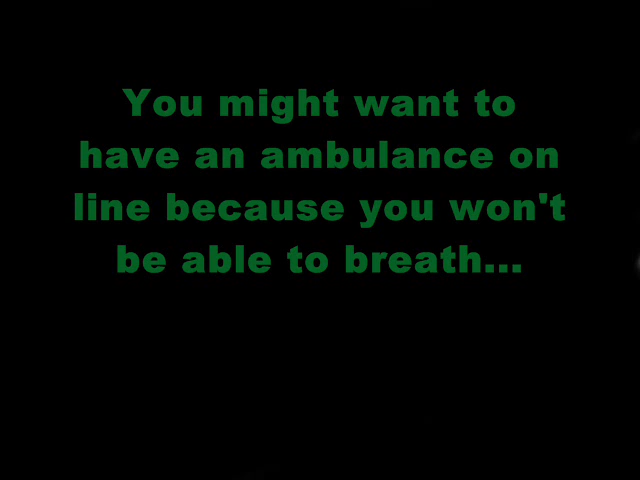 You might want to
have an ambulance on
line because you won't
be able to breath...